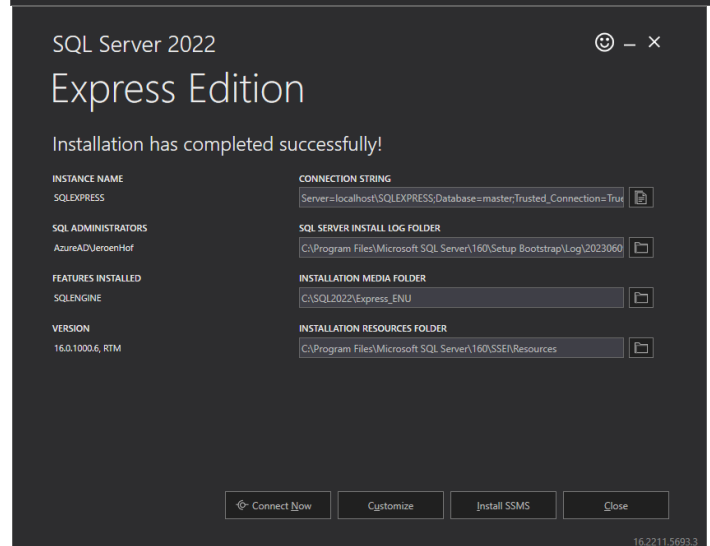 SQL Server 2022
Express Edition
Installation has completed successfully!
INSTANCE NAME
SQLEXPRESS
CONNECTION STRING
Server=localhost\SQLEXPRESS;Database=master;Trusted_Connection=True
SQL ADMINISTRATORS
AzureAD\JeroenHof
SQL SERVER INSTALL LOG FOLDER
C:\Program Files\Microsoft SQL Server\160\Setup Bootstrap\Log\2023060
FEATURES INSTALLED
SQLENGINE
INSTALLATION MEDIA FOLDER
C:\SQL2022\Express_ENU
VERSION
16.0.1000.6, RTM
INSTALLATION RESOURCES FOLDER
C:\Program Files\Microsoft SQL Server\160\SSEI\Resources
Connect Now
Customize
Install SSMS
Close
16.2211.5693.3